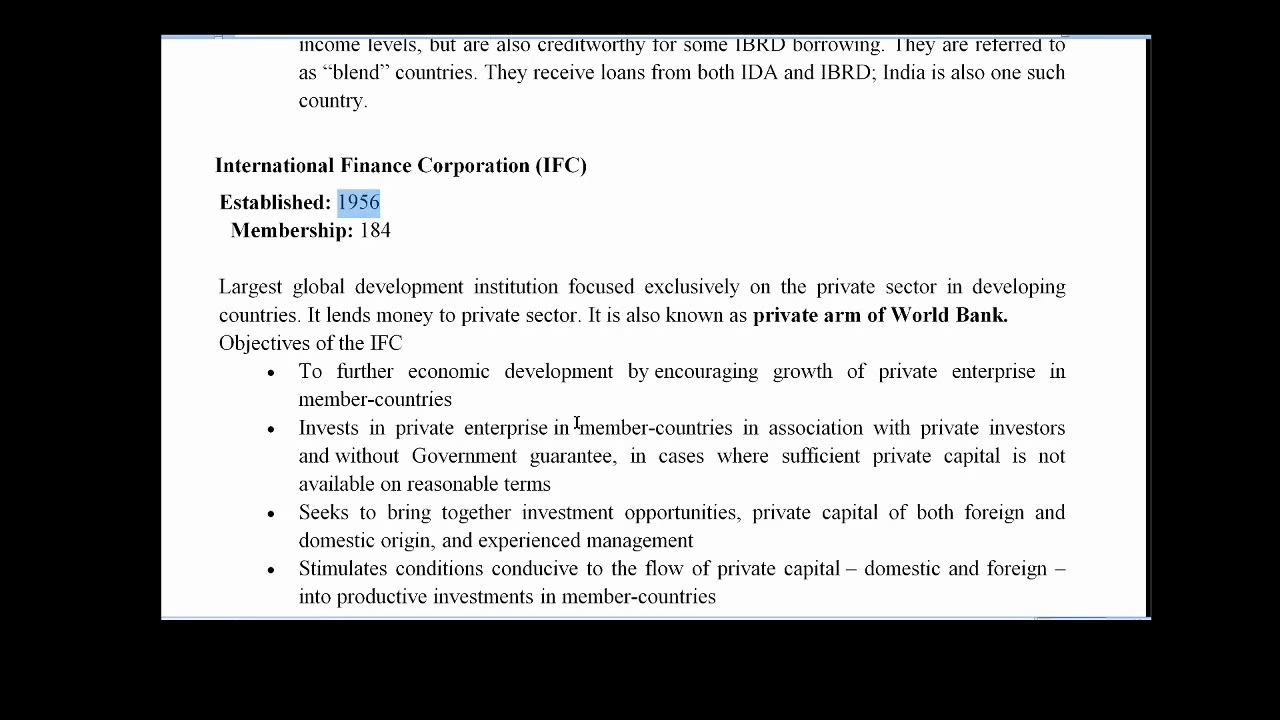 income levels, but are also creditworthy for some IBRD borrowing. They are referred to
as “blend” countries. They receive loans from both IDA and IBRD; India is also one such
country.
International Finance Corporation (IFC)
Established: 1956
Membership: 184
Largest global development institution focused exclusively on the private sector in developing
countries. It lends money to private sector. It is also known as private arm of World Bank.
Objectives of the IFC
• To further economic development by encouraging growth of private enterprise in
member-countries
• Invests in private enterprise in member-countries in association with private investors
and without Government guarantee, in cases where sufficient private capital is not
available on reasonable terms
• Seeks to bring together investment opportunities, private capital of both foreign and
domestic origin, and experienced management
• Stimulates conditions conducive to the flow of private capital – domestic and foreign –
into productive investments in member-countries